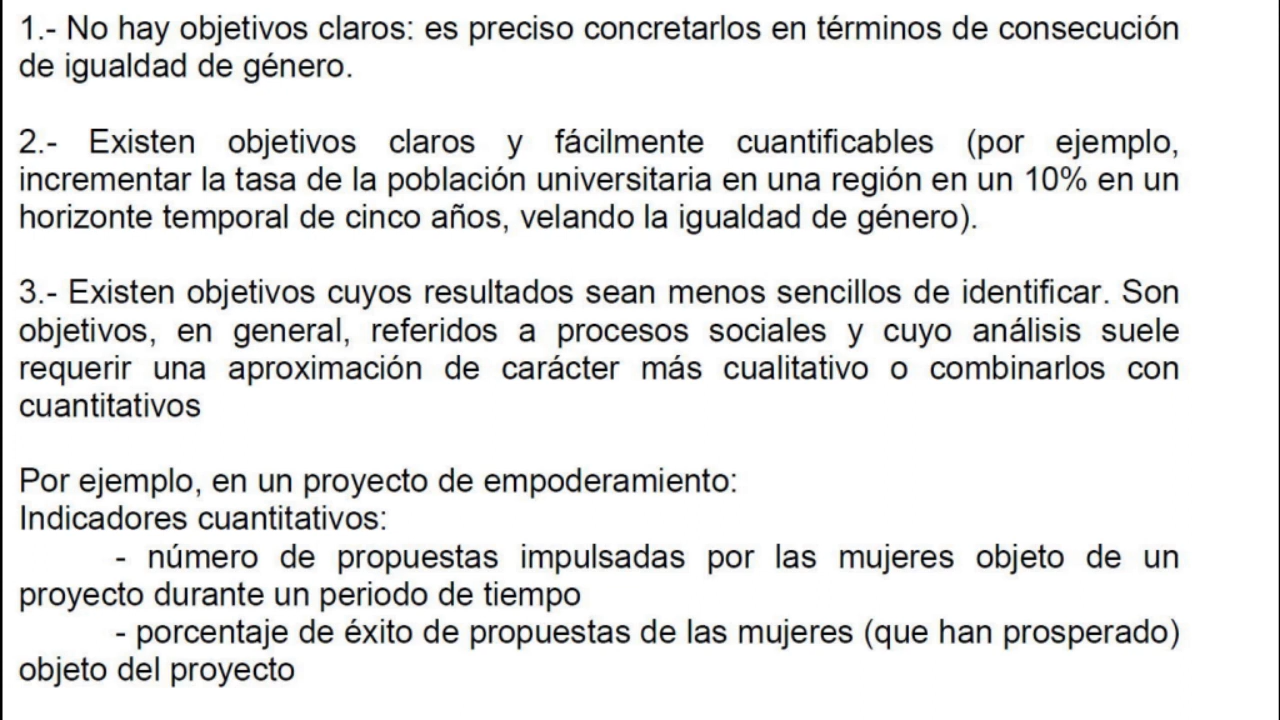 1.- No hay objetivos claros: es preciso concretarlos en términos de consecución
de igualdad de género.
2.- Existen objetivos claros y fácilmente cuantificables (por ejemplo,
incrementar la tasa de la población universitaria en una región en un 10% en un
horizonte temporal de cinco años, velando la igualdad de género).
3.- Existen objetivos cuyos resultados sean menos sencillos de identificar. Son
objetivos, en general, referidos a procesos sociales y cuyo análisis suele
requerir una aproximación de carácter más cualitativo o combinarlos con
cuantitativos
Por ejemplo, en un proyecto de empoderamiento:
Indicadores cuantitativos:
- número de propuestas impulsadas por las mujeres objeto de un
proyecto durante un periodo de tiempo
- porcentaje de éxito de propuestas de las mujeres (que han prosperado)
objeto del proyecto